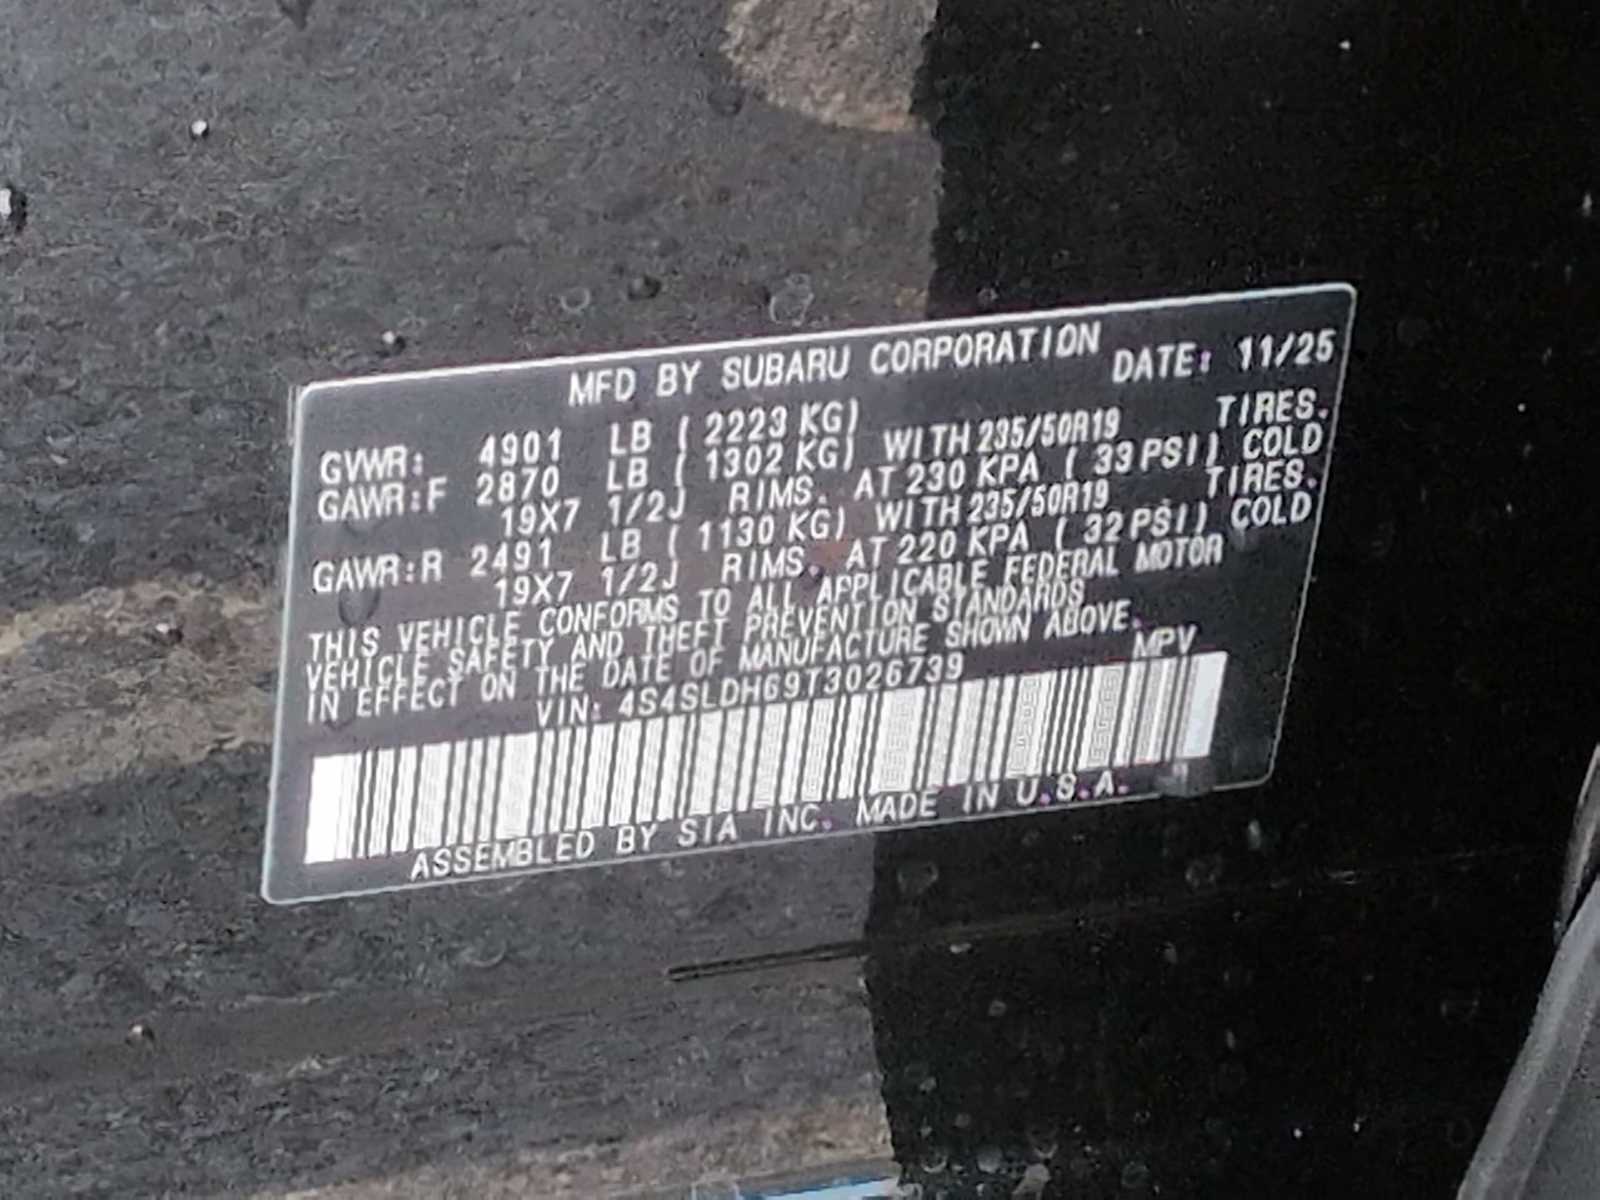 MFD BY SUBARU CORPORATION DATE: 11/25
GVWR: 4901 LB ( 2223 KG)
GAWR:F 2870 LB ( 1302 KG) WITH 235/50R19 TIRES.
19X7 1/2J RIMS. AT 230 KPA ( 33 PSI) COLD
GAWR:R 2491 LB ( 1130 KG) WITH 235/50R19 TIRES.
19X7 1/2J RIMS. AT 220 KPA ( 32 PSI) COLD
THIS VEHICLE CONFORMS TO ALL APPLICABLE FEDERAL MOTOR
VEHICLE SAFETY AND THEFT PREVENTION STANDARDS
IN EFFECT ON THE DATE OF MANUFACTURE SHOWN ABOVE.
VIN: 4S4SLDH69T3026739 MPV
ASSEMBLED BY SIA INC. MADE IN U.S.A.